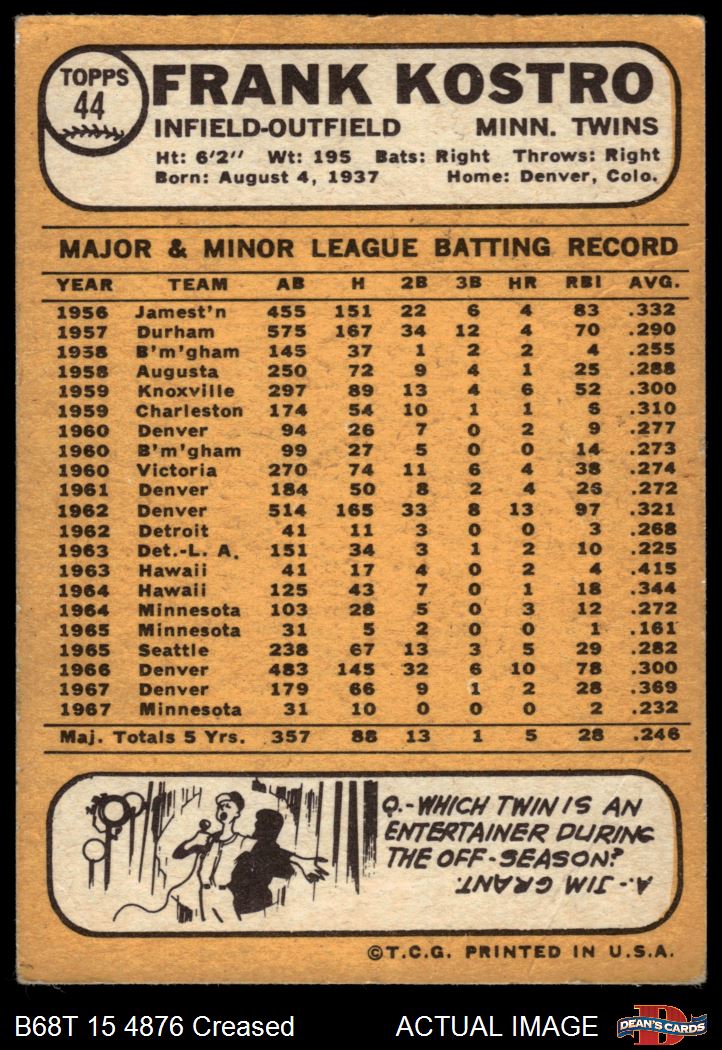 TOPPS
44
FRANK KOSTRO
INFIELD-OUTFIELD MINN. TWINS
Ht: 6'2" Wt: 195 Bats: Right Throws: Right
Born: August 4, 1937 Home: Denver, Colo.
MAJOR & MINOR LEAGUE BATTING RECORD
YEAR TEAM AB H 2B 3B HR RBI AVG.
1956 Jamest'n 455 151 22 6 4 83 .332
1957 Durham 575 167 34 12 4 70 .290
1958 B'm'gham 145 37 1 2 2 4 .255
1958 Augusta 250 72 9 4 1 25 .288
1959 Knoxville 297 89 13 4 6 52 .300
1959 Charleston 174 54 10 1 1 .310
1960 Denver 94 26 7 0 2 9 .277
1960 B'm'gham 99 27 5 0 0 14 .273
1960 Victoria 270 74 11 6 4 38 .274
1961 Denver 184 50 8 2 4 26 .272
1962 Denver 514 165 33 8 13 97 .321
1962 Detroit 41 11 3 0 0 3 .268
1963 Det.-L. A. 151 34 3 1 2 10 .225
1963 Hawaii 41 17 4 0 2 4 .415
1964 Hawaii 125 43 7 0 1 18 .344
1964 Minnesota 103 28 5 0 3 12 .272
1965 Minnesota 31 5 2 0 0 1 .161
1965 Seattle 238 67 13 3 5 29 .282
1966 Denver 483 145 32 6 10 78 .300
1967 Denver 179 66 9 1 2 28 .369
1967 Minnesota 31 10 0 0 0 2 .232
Maj. Totals 5 Yrs. 357 88 13 1 5 28 .246
Q.-WHICH TWIN IS AN
ENTERTAINER DURING
THE OFF-SEASON?
A.-JIM GRANT.
©T.C.G. PRINTED IN U.S.A.
B68T 15 4876 Creased ACTUAL IMAGE
D
DEAN'S CARDS